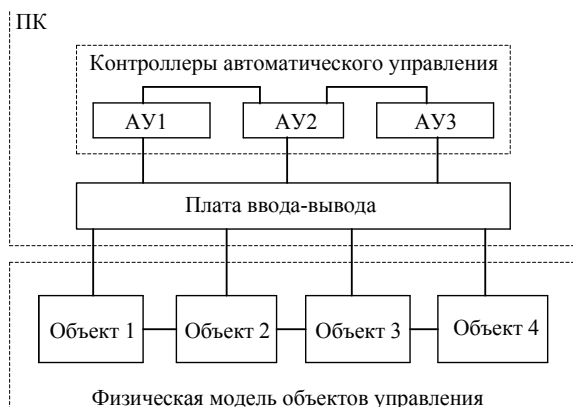 ПК
Контроллеры автоматического управления
АУ1
АУ2
АУ3
Плата ввода-вывода
Объект 1
Объект 2
Объект 3
Объект 4
Физическая модель объектов управления